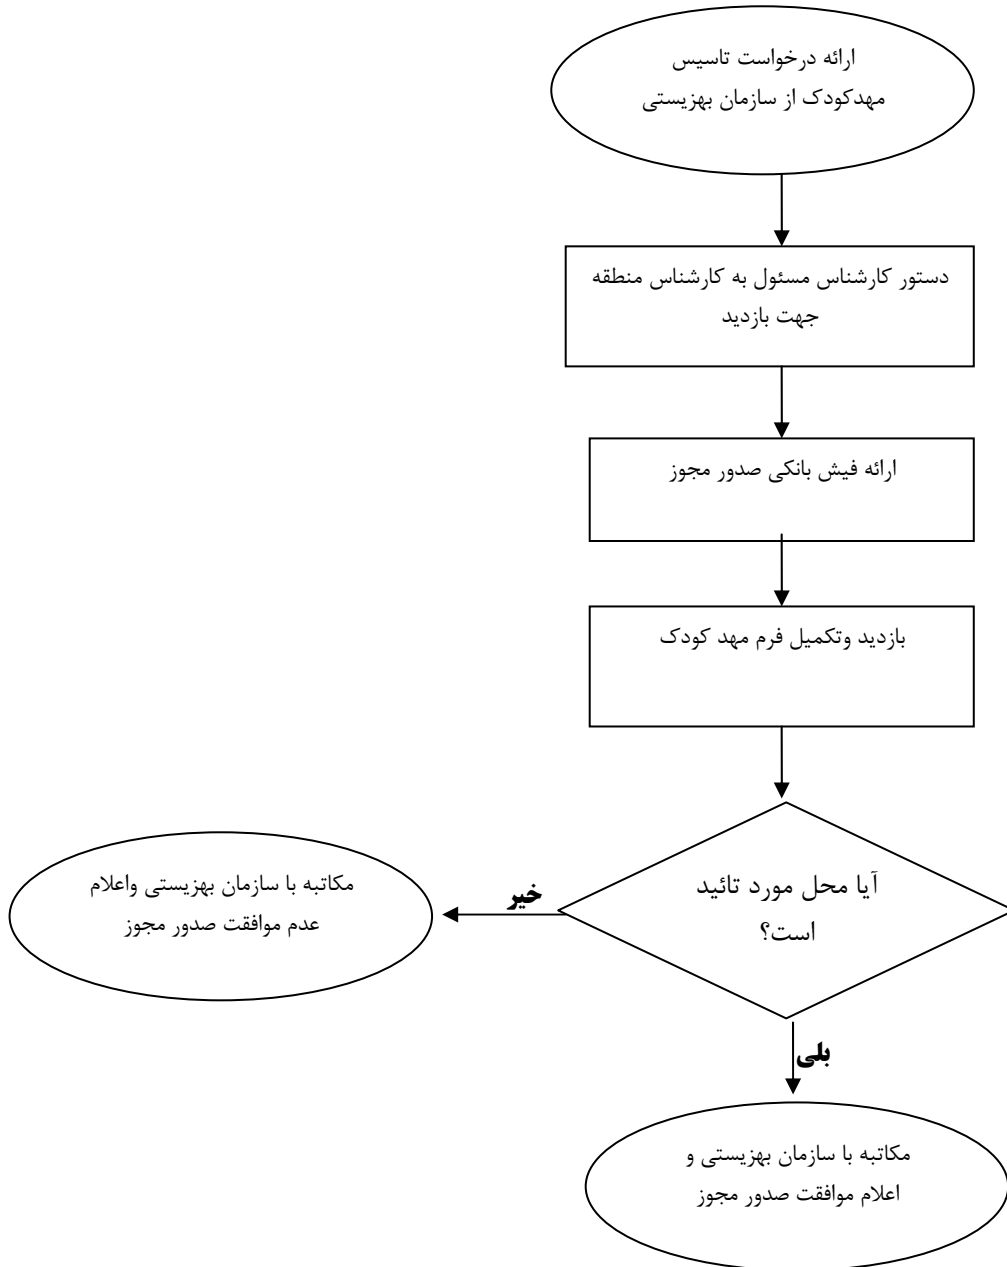 ارائه درخواست تاسیس
مهدکودک از سازمان بهزیستی
دستور کارشناس مسئول به کارشناس منطقه
جهت بازدید
ارائه فیش بانکی صدور مجوز
بازدید وتکمیل فرم مهد کودک
آیا محل مورد تائید
است؟
خیر
مکاتبه با سازمان بهزیستی واعلام
عدم موافقت صدور مجوز
بلی
مکاتبه با سازمان بهزیستی و
اعلام موافقت صدور مجوز